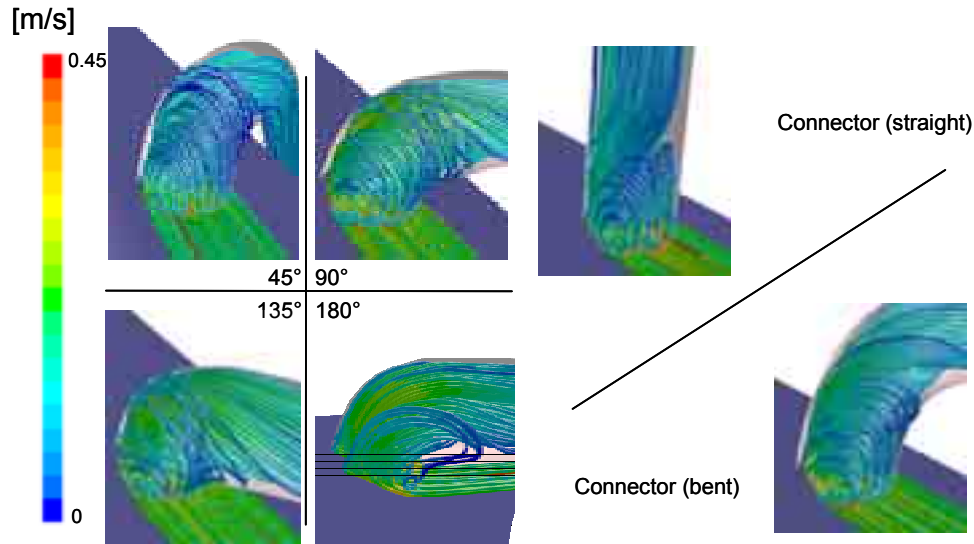 [m/s]
0.45
0
45° 90°
135° 180°
Connector (straight)
Connector (bent)